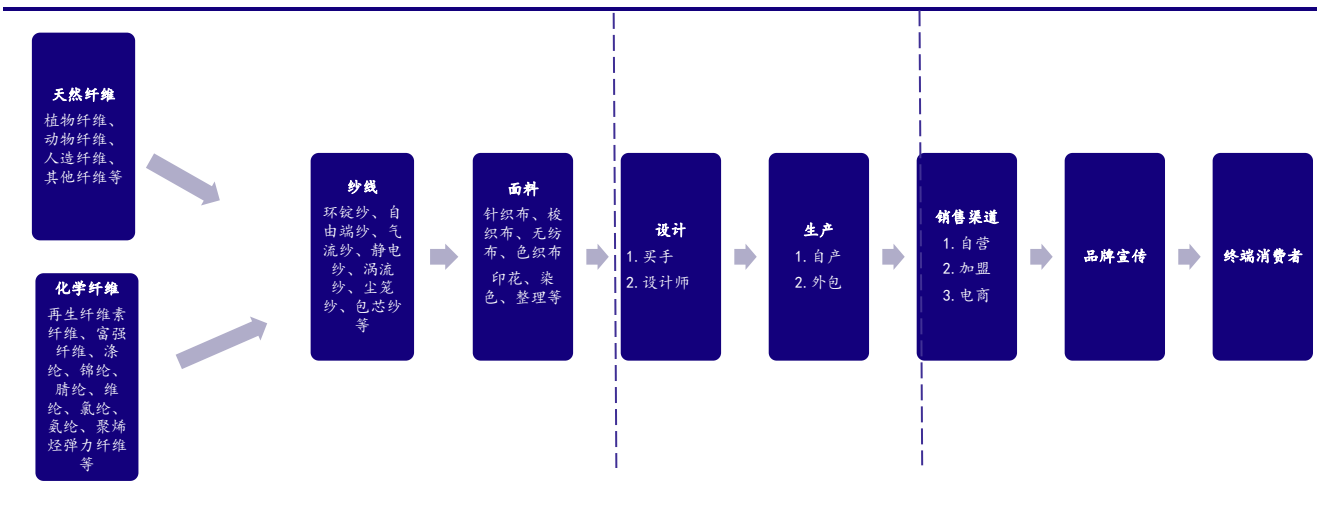 天然纤维
植物纤维、
动物纤维、
人造纤维、
其他纤维等
化学纤维
再生纤维素
纤维、富强
纤维、涤
纶、锦纶、
腈纶、维
纶、氯纶、
氨纶、聚烯
烃弹力纤维
等
纱线
环锭纱、自
由端纱、气
流纱、静电
纱、涡流
纱、尘笼
纱、包芯纱
等
面料
针织布、梭
织布、无纺
布、色织布
印花、染
色、整理等
设计
1. 买手
2. 设计师
生产
1. 自产
2. 外包
销售渠道
1. 自营
2. 加盟
3. 电商
品牌宣传
终端消费者